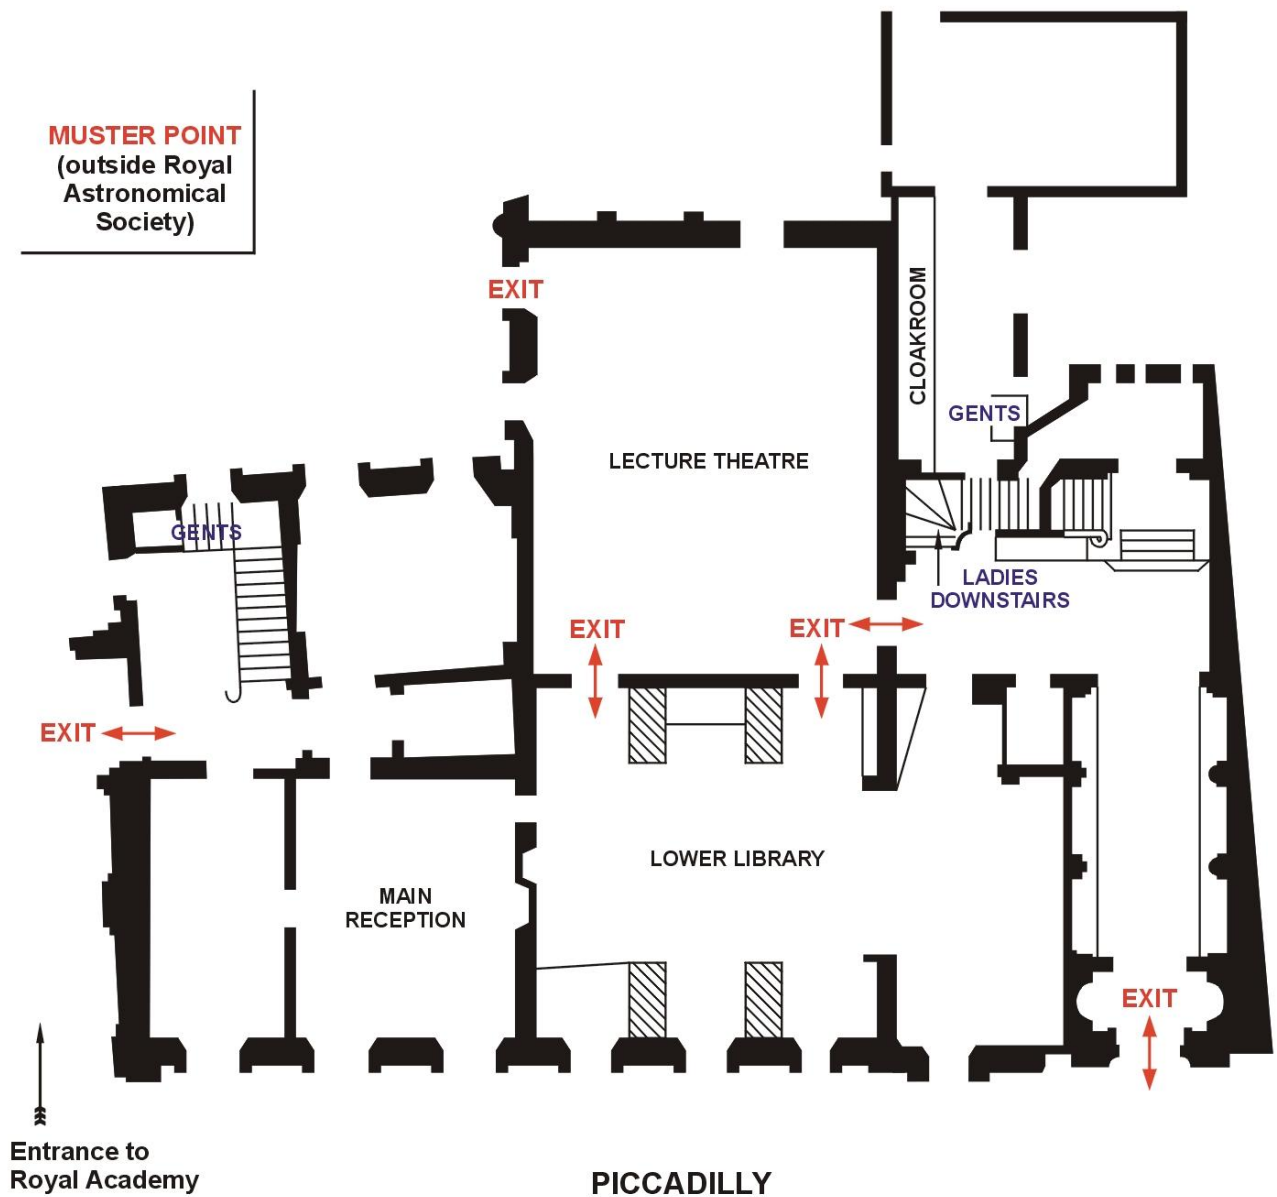 MUSTER POINT
(outside Royal
Astronomical
Society)
EXIT
CLOAKROOM
GENTS
LECTURE THEATRE
GENTS
LADIES
DOWNSTAIRS
EXIT
EXIT
EXIT
LOWER LIBRARY
MAIN
RECEPTION
EXIT
Entrance to
Royal Academy
PICCADILLY